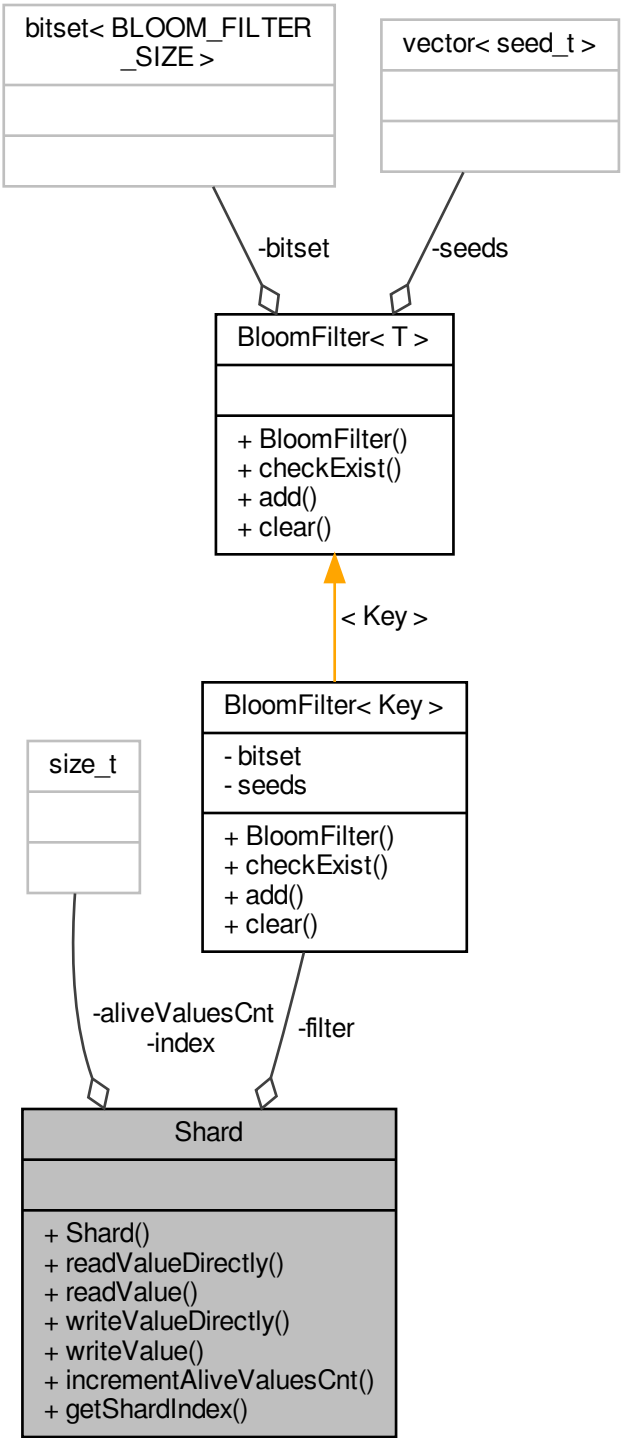 bitset< BLOOM_FILTER
_SIZE >
vector< seed_t >
-bitset
-seeds
BloomFilter< T >
+ BloomFilter()
+ checkExist()
+ add()
+ clear()
< Key >
BloomFilter< Key >
- bitset
- seeds
+ BloomFilter()
+ checkExist()
+ add()
+ clear()
size_t
-aliveValuesCnt
-index
-filter
Shard
+ Shard()
+ readValueDirectly()
+ readValue()
+ writeValueDirectly()
+ writeValue()
+ incrementAliveValuesCnt()
+ getShardIndex()